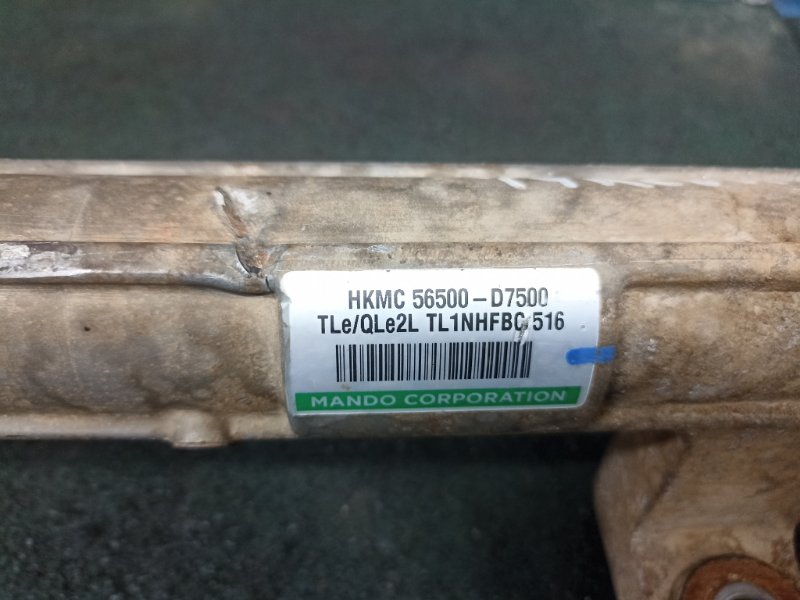 HKMC 56500-D7500
TLe/QLe2L TL1NHFBC 516
MANDO CORPORATION